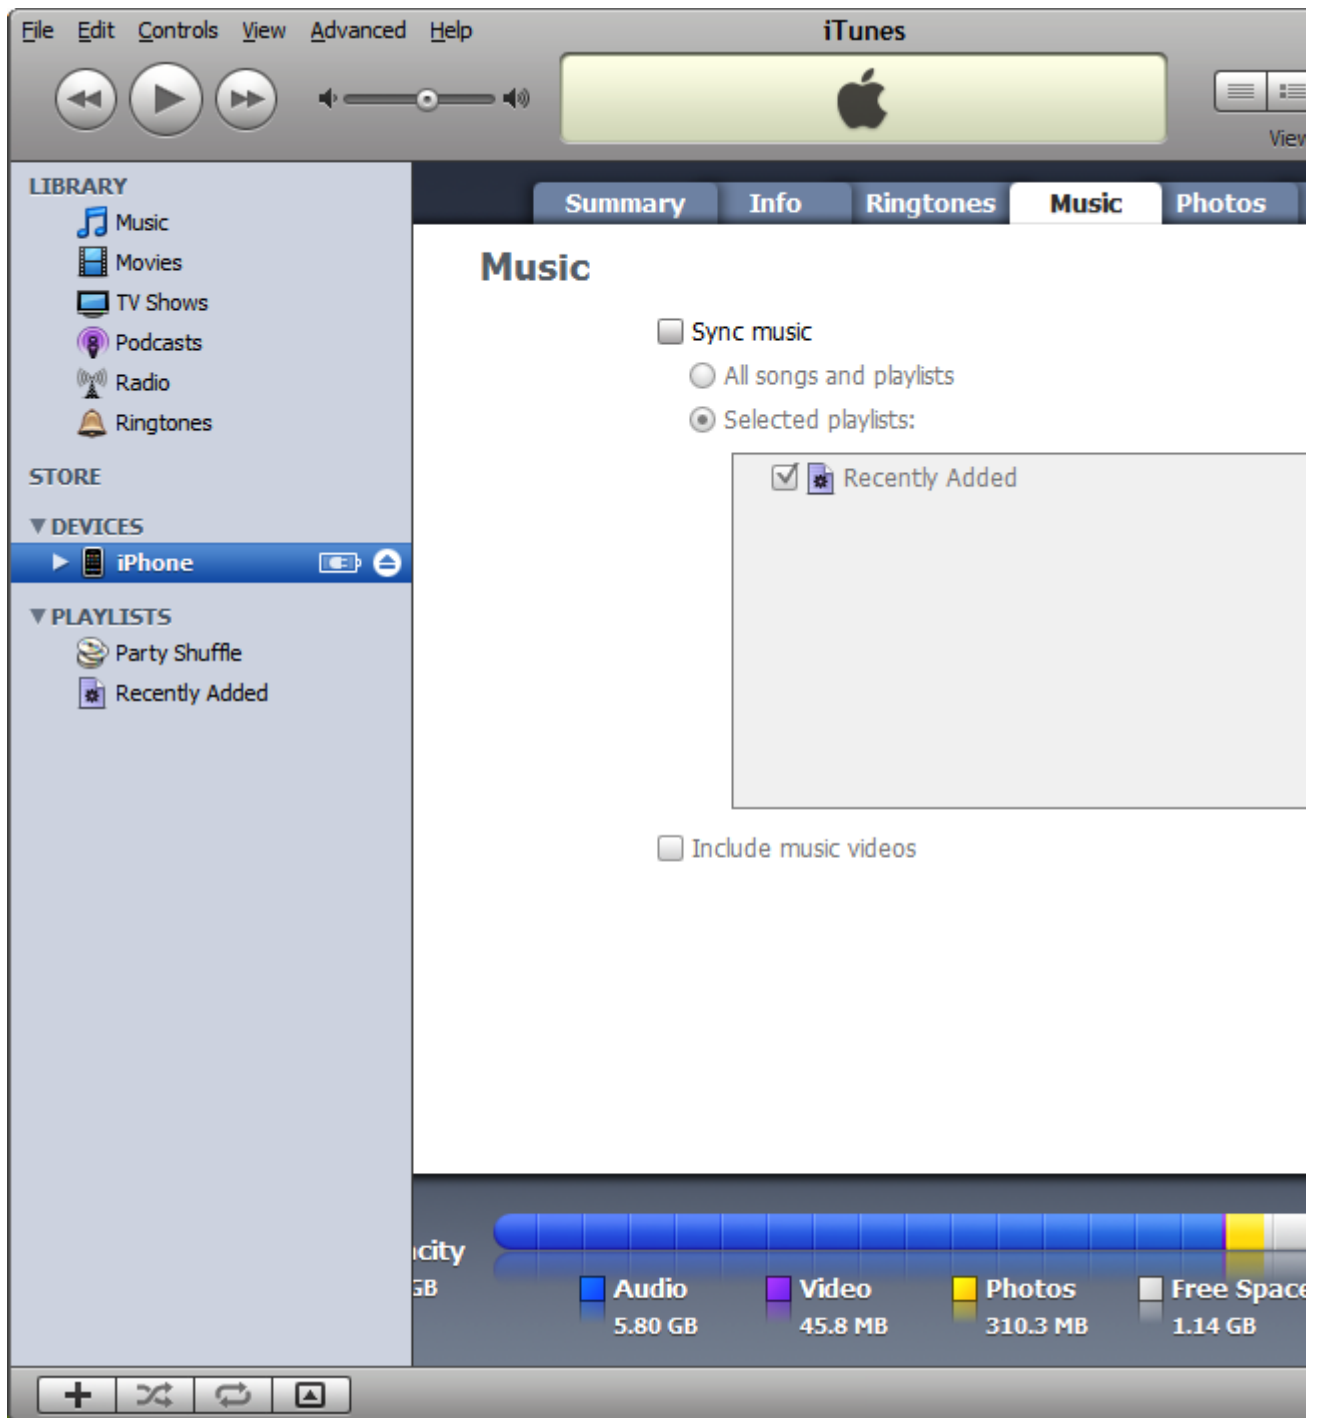 File Edit Controls View Advanced Help
iTunes
View
LIBRARY
Music
Movies
TV Shows
Podcasts
Radio
Ringtones
STORE
DEVICES
iPhone
PLAYLISTS
Party Shuffle
Recently Added
Summary Info Ringtones Music Photos
Music
Sync music
All songs and playlists
Selected playlists:
Recently Added
Include music videos
acity
GB
Audio
5.80 GB
Video
45.8 MB
Photos
310.3 MB
Free Space
1.14 GB